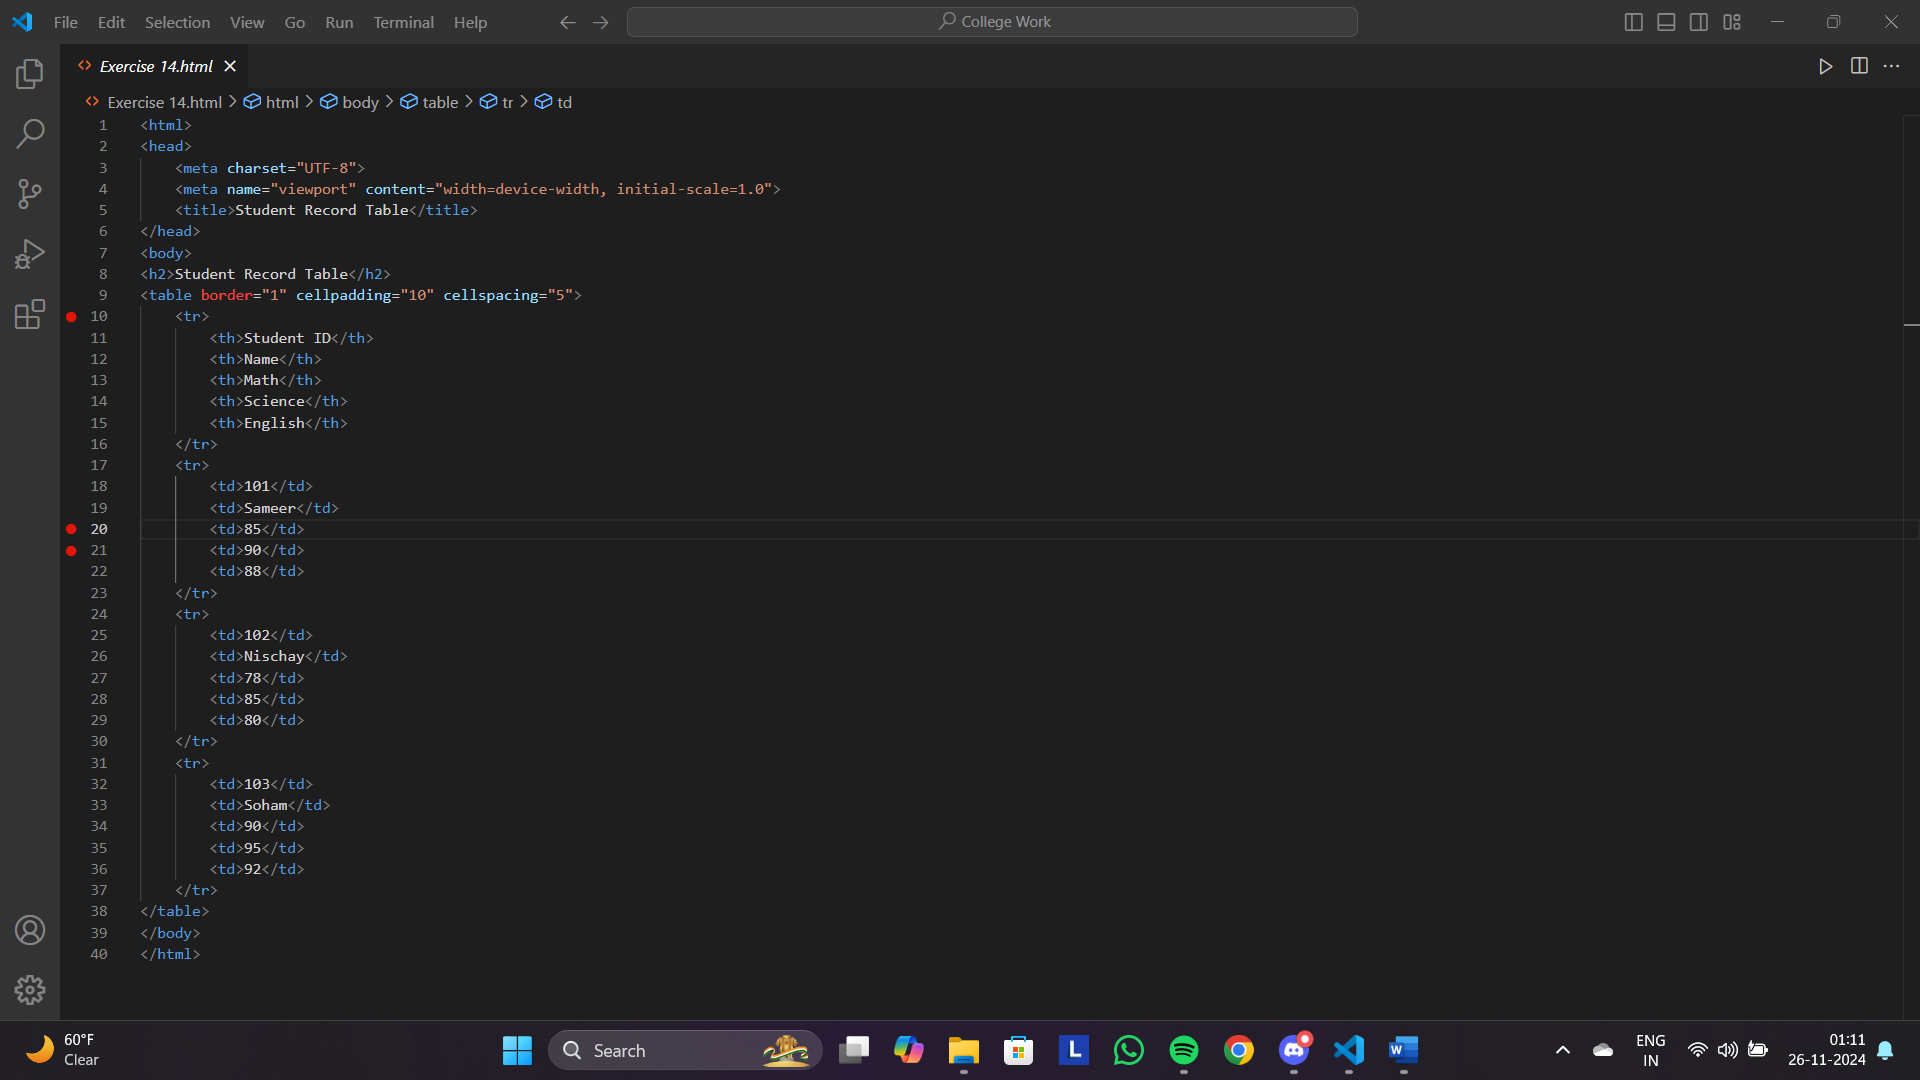 File Edit Selection View Go Run Terminal Help College Work
Exercise 14.html
Exercise 14.html > html > body > table > tr > td
1 <html>
2 <head>
3 <meta charset="UTF-8">
4 <meta name="viewport" content="width=device-width, initial-scale=1.0">
5 <title>Student Record Table</title>
6 </head>
7 <body>
8 <h2>Student Record Table</h2>
9 <table border="1" cellpadding="10" cellspacing="5">
10 <tr>
11 <th>Student ID</th>
12 <th>Name</th>
13 <th>Math</th>
14 <th>Science</th>
15 <th>English</th>
16 </tr>
17 <tr>
18 <td>101</td>
19 <td>Sameer</td>
20 <td>85</td>
21 <td>90</td>
22 <td>88</td>
23 </tr>
24 <tr>
25 <td>102</td>
26 <td>Nischay</td>
27 <td>78</td>
28 <td>85</td>
29 <td>80</td>
30 </tr>
31 <tr>
32 <td>103</td>
33 <td>Soham</td>
34 <td>90</td>
35 <td>95</td>
36 <td>92</td>
37 </tr>
38 </table>
39 </body>
40 </html>
60°F
Clear
Search
L
W
ENG
IN
01:11
26-11-2024